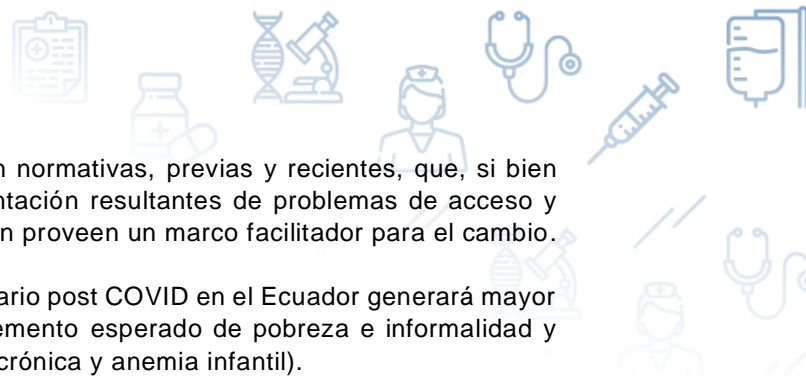 normativas, previas y recientes, que, si bien
ntación resultantes de problemas de acceso y
n proveen un marco facilitador para el cambio.
ario post COVID en el Ecuador generará mayor
emento esperado de pobreza e informalidad y
crónica y anemia infantil).